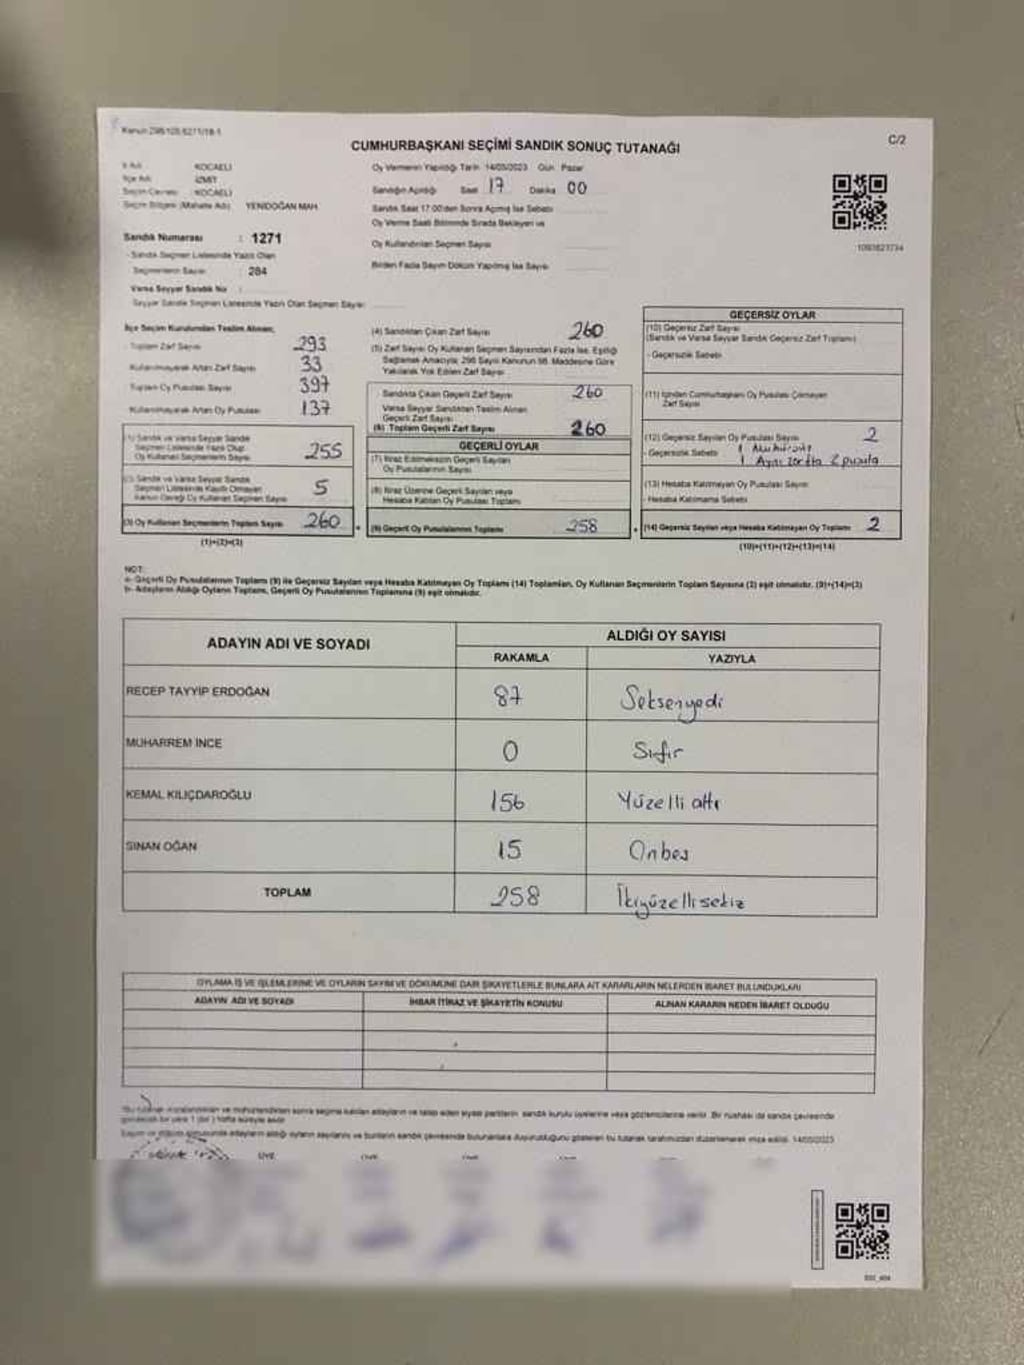 Kanun 298/105,6271/18-1
C/2
CUMHURBAŞKANI SEÇİMİ SANDIK SONUÇ TUTANAĞI
İl Adı KOCAELİ
İlçe Adı İZMİT
Seçim Çevresi KOCAELİ
Seçim Bölgesi (Mahalle Adı) YENİDOĞAN MAH.
Oy Vermenin Yapıldığı Tarih 14/05/2023 Gün Pazar
Sandığın Açıldığı Saat 17 Dakika 00
Sandık Saat 17:00'den Sonra Açılmış İse Sebebi
Oy Verme Saati Bitiminde Sırada Bekleyen ve
Oy Kullandırılan Seçmen Sayısı
Birden Fazla Sayım Döküm Yapılmış İse Sayısı
Sandık Numarası : 1271
- Sandık Seçmen Listesinde Yazılı Olan
Seçmenlerin Sayısı : 284
Varsa Seyyar Sandık No :
Seyyar Sandık Seçmen Listesinde Yazılı Olan Seçmen Sayısı
İlçe Seçim Kurulundan Teslim Alınan;
- Toplam Zarf Sayısı 293
Kullanılmayarak Artan Zarf Sayısı 33
Toplam Oy Pusulası Sayısı 397
Kullanılmayarak Artan Oy Pusulası 137
(1) Sandık ve Varsa Seyyar Sandık
Seçmen Listesinde Yazılı Olup
Oy Kullanan Seçmenlerin Sayısı 255
(2) Sandık ve Varsa Seyyar Sandık
Seçmen Listesinde Kayıtlı Olmayan
Kanun Gereği Oy Kullanan Seçmen Sayısı 5
(3) Oy Kullanan Seçmenlerin Toplam Sayısı 260
(1)+(2)=(3)
(4) Sandıktan Çıkan Zarf Sayısı 260
(5) Zarf Sayısı Oy Kullanan Seçmen Sayısından Fazla İse, Eşitliği
Sağlamak Amacıyla, 298 Sayılı Kanunun 98. Maddesine Göre
Yakılarak Yok Edilen Zarf Sayısı
Sandıkta Çıkan Geçerli Zarf Sayısı 260
Varsa Seyyar Sandıktan Teslim Alınan
Geçerli Zarf Sayısı
(6) Toplam Geçerli Zarf Sayısı 260
GEÇERLİ OYLAR
(7) İtiraz Edilmeksizin Geçerli Sayılan
Oy Pusulalarının Sayısı
(8) İtiraz Üzerine Geçerli Sayılan veya
Hesaba Katılan Oy Pusulası Toplamı
(9) Geçerli Oy Pusulalarının Toplamı 258
GEÇERSİZ OYLAR
(10) Geçersiz Zarf Sayısı
(Sandık ve Varsa Seyyar Sandık Geçersiz Zarf Toplamı)
- Geçersizlik Sebebi
(11) İçinden Cumhurbaşkanı Oy Pusulası Çıkmayan
Zarf Sayısı
(12) Geçersiz Sayılan Oy Pusulası Sayısı 2
- Geçersizlik Sebebi 1
1 Aynı zarfta 2 pusula
(13) Hesaba Katılmayan Oy Pusulası Sayısı
- Hesaba Katılmama Sebebi
(14) Geçersiz Sayılan veya Hesaba Katılmayan Oy Toplamı 2
(10)+(11)+(12)+(13)=(14)
NOT:
a- Geçerli Oy Pusulalarının Toplamı (9) ile Geçersiz Sayılan veya Hesaba Katılmayan Oy Toplamı (14) Toplamları, Oy Kullanan Seçmenlerin Toplam Sayısına (3) eşit olmalıdır. (9)+(14)=(3)
b- Adayların Aldığı Oyların Toplamı, Geçerli Oy Pusulalarının Toplamına (9) eşit olmalıdır.
ADAYIN ADI VE SOYADI
ALDIĞI OY SAYISI
RAKAMLA YAZIYLA
RECEP TAYYİP ERDOĞAN 87 Seksenyedi
MUHARREM İNCE 0 Sıfır
KEMAL KILIÇDAROĞLU 156 Yüzelli altı
SİNAN OĞAN 15 Onbeş
TOPLAM 258 İkiyüzellisekiz
OYLAMA İŞ VE İŞLEMLERİNE VE OYLARIN SAYIM VE DÖKÜMÜNE DAİR ŞİKAYETLERLE BUNLARA AİT KARARLARIN NELERDEN İBARET BULUNDUKLARI
ADAYIN ADI VE SOYADI İHBAR İTİRAZ VE ŞİKAYETİN KONUSU ALINAN KARARIN NEDEN İBARET OLDUĞU